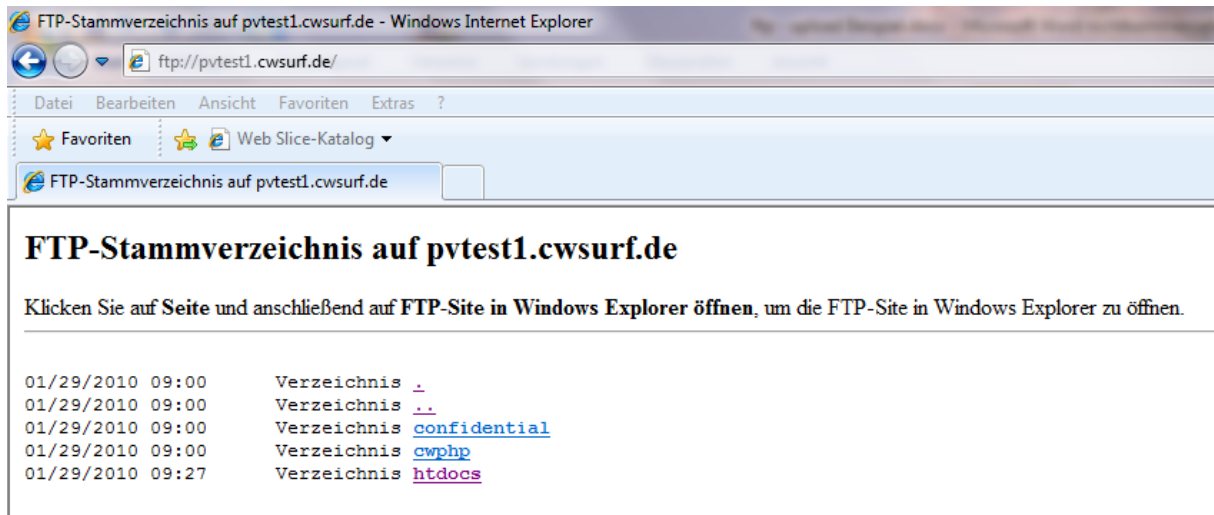 FTP-Stammverzeichnis auf pvtest1.cwsurf.de - Windows Internet Explorer
ftp://pvtest1.cwsurf.de/
Datei Bearbeiten Ansicht Favoriten Extras ?
Favoriten Web Slice-Katalog
FTP-Stammverzeichnis auf pvtest1.cwsurf.de
FTP-Stammverzeichnis auf pvtest1.cwsurf.de
Klicken Sie auf Seite und anschließend auf FTP-Site in Windows Explorer öffnen, um die FTP-Site in Windows Explorer zu öffnen.
01/29/2010 09:00 Verzeichnis .
01/29/2010 09:00 Verzeichnis ..
01/29/2010 09:00 Verzeichnis confidential
01/29/2010 09:00 Verzeichnis cwphp
01/29/2010 09:27 Verzeichnis htdocs